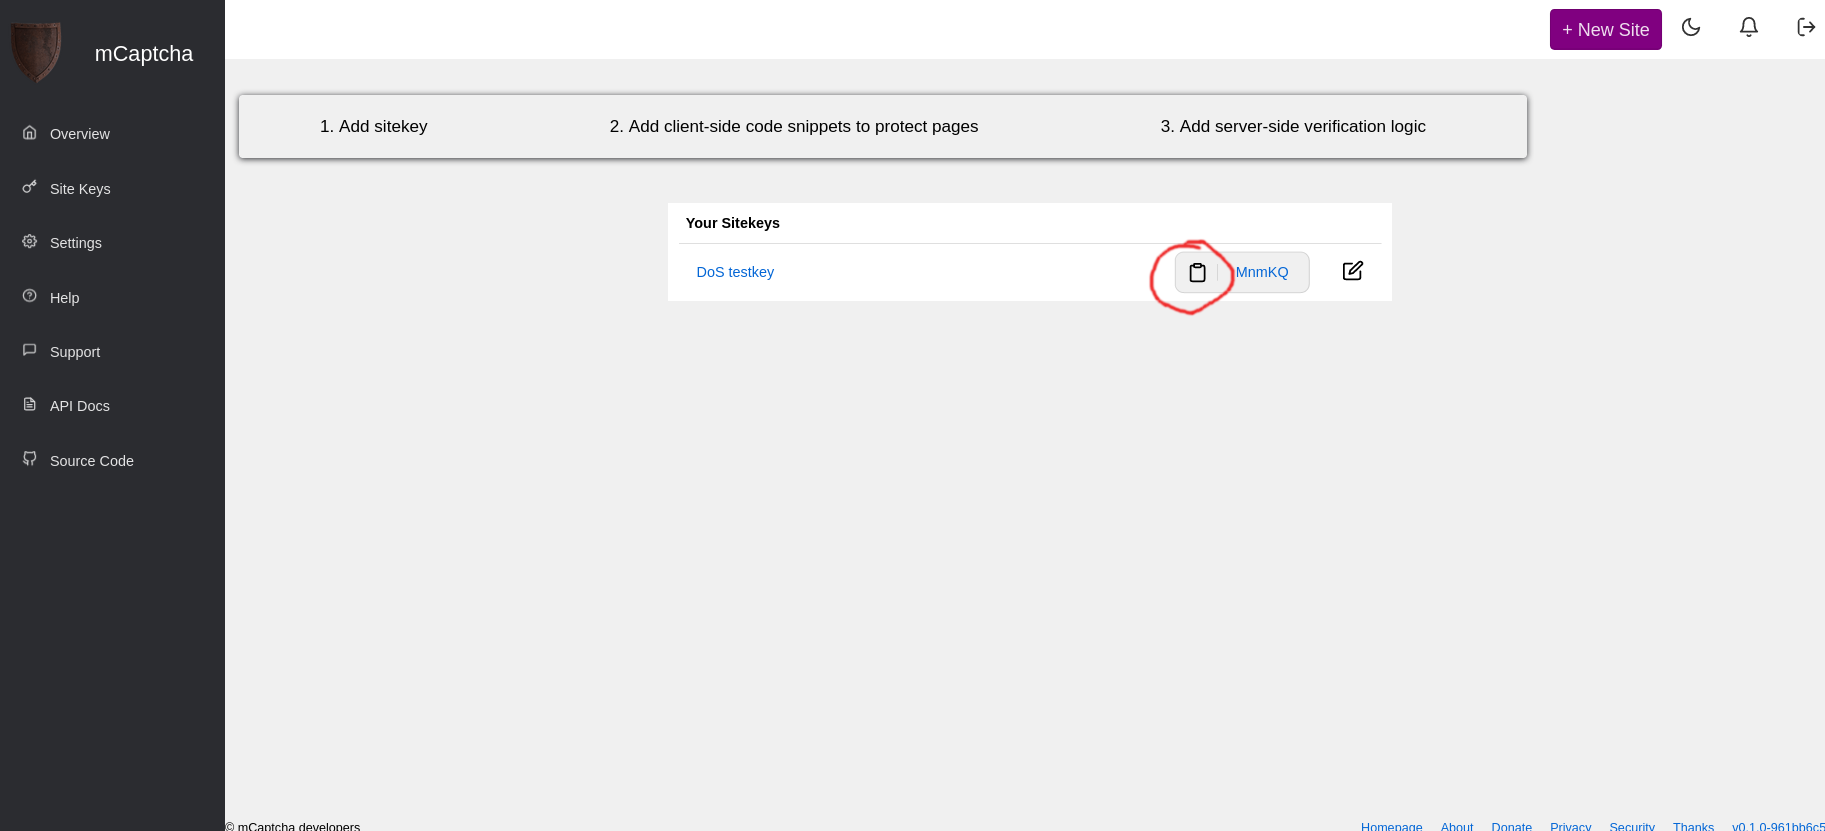 mCaptcha
+ New Site
Overview
Site Keys
Settings
Help
Support
API Docs
Source Code
1. Add sitekey 2. Add client-side code snippets to protect pages 3. Add server-side verification logic
Your Sitekeys
DoS testkey MnmKQ
© mCaptcha developers Homepage About Donate Privacy Security Thanks v0.1.0-961bb6c5